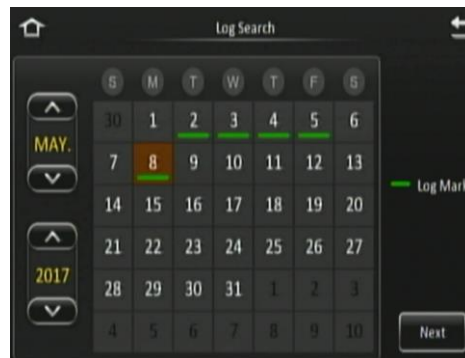 Log Search
S M T W T F S
30 1 2 3 4 5 6
MAY.
7 8 9 10 11 12 13
Log Mark
14 15 16 17 18 19 20
21 22 23 24 25 26 27
2017
28 29 30 31 1 2 3
4 5 6 7 8 9 10
Next